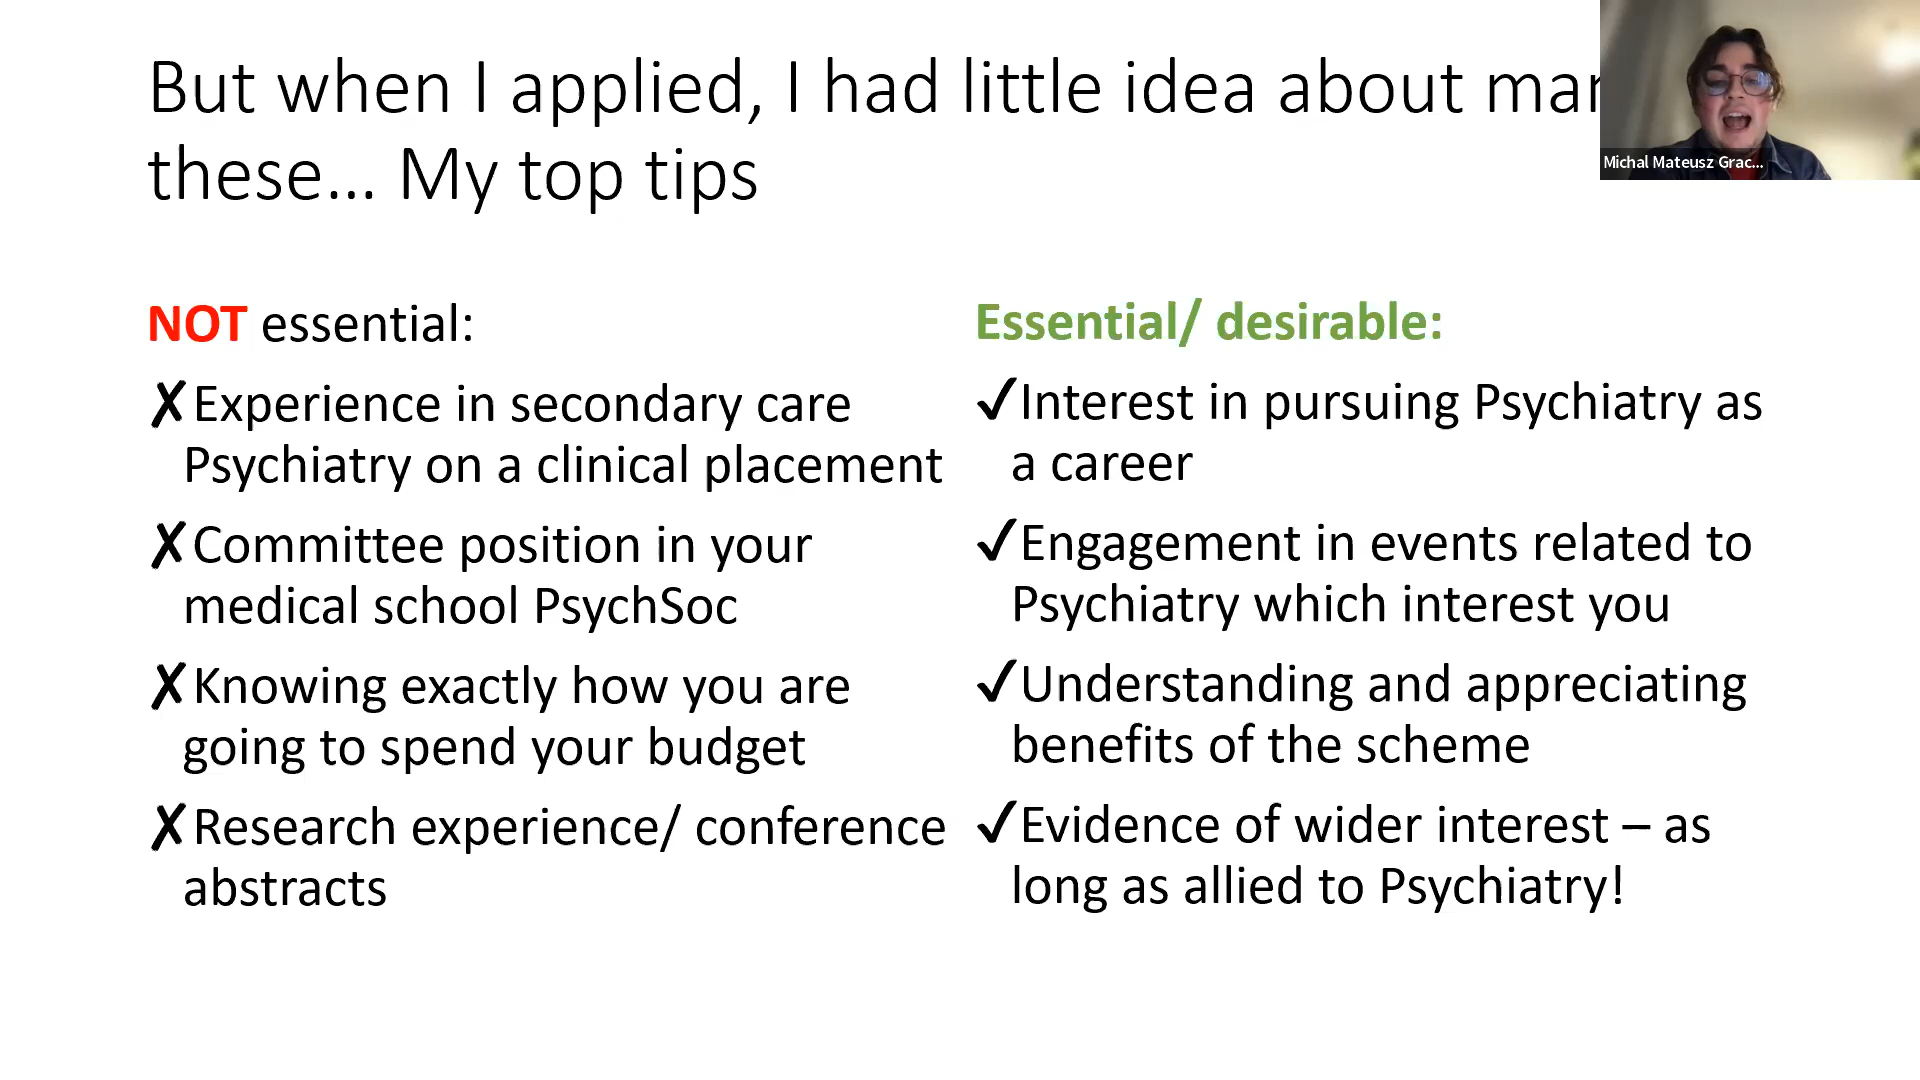 But when I applied, I had little idea about
these… My top tips
Michal Mateusz Grac...
NOT essential:
✗Experience in secondary care
Psychiatry on a clinical placement
✗Committee position in your
medical school PsychSoc
✗Knowing exactly how you are
going to spend your budget
✗Research experience/ conference
abstracts
Essential/ desirable:
✓Interest in pursuing Psychiatry as
a career
✓Engagement in events related to
Psychiatry which interest you
✓Understanding and appreciating
benefits of the scheme
✓Evidence of wider interest – as
long as allied to Psychiatry!